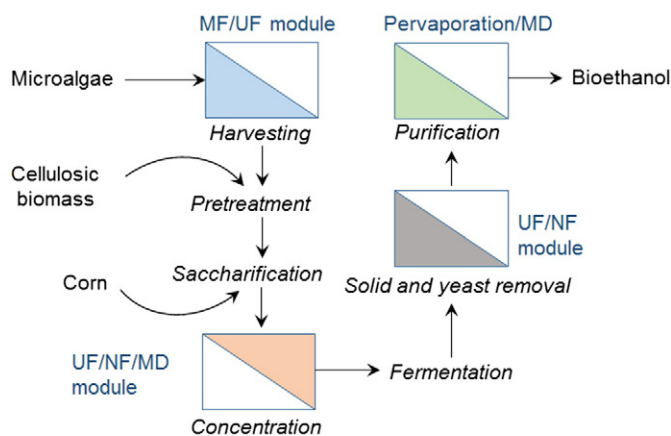 MF/UF module
Pervaporation/MD
Microalgae
Bioethanol
Harvesting
Purification
Cellulosic
biomass
Pretreatment
UF/NF
module
Saccharification
Solid and yeast removal
Corn
UF/NF/MD
module
Fermentation
Concentration